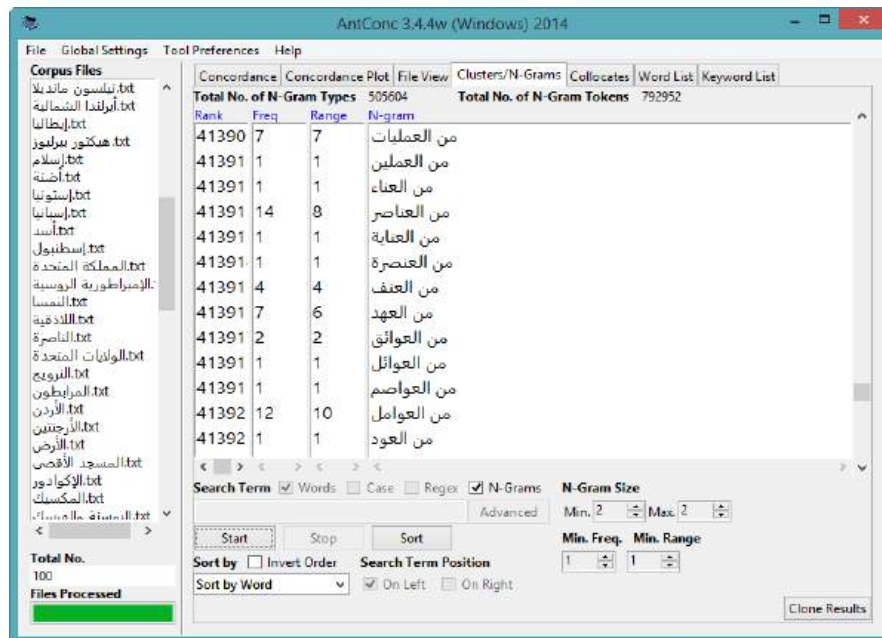 AntConc 3.4.4w (Windows) 2014
File Global Settings Tool Preferences Help
Corpus Files
نيلسون مانديلا.txt
أيرلندا الشمالية.txt
إيطاليا.txt
هيكتور بيرليوز.txt
إسلام.txt
أضنة.txt
إستونيا.txt
إسبانيا.txt
أسد.txt
إسطنبول.txt
المملكة المتحدة.txt
الإمبراطورية الروسية.
النمسا.txt
اللاذقية.txt
الناصرة.txt
الولايات المتحدة.txt
النرويج.txt
المرابطون.txt
الأردن.txt
الأرجنتين.txt
الأرض.txt
المسجد الأقصى.txt
الإكوادور.txt
المكسيك.txt
البوسنة والهرسك.txt
Total No.
100
Files Processed
Concordance Concordance Plot File View Clusters/N-Grams Collocates Word List Keyword List
Total No. of N-Gram Types 505604 Total No. of N-Gram Tokens 792952
Rank Freq Range N-gram
41390 7 7 من العمليات
41391 1 1 من العملين
41391 1 1 من العناء
41391 14 8 من العناصر
41391 1 1 من العناية
41391 1 1 من العنصرة
41391 4 4 من العنف
41391 7 6 من العهد
41391 2 2 من العوائق
41391 1 1 من العوائل
41391 1 1 من العواصم
41392 12 10 من العوامل
41392 1 1 من العود
Search Term Words Case Regex N-Grams N-Gram Size
Advanced Min. 2 Max. 2
Start Stop Sort Min. Freq. Min. Range
Sort by Invert Order Search Term Position 1 1
Sort by Word On Left On Right
Clone Results